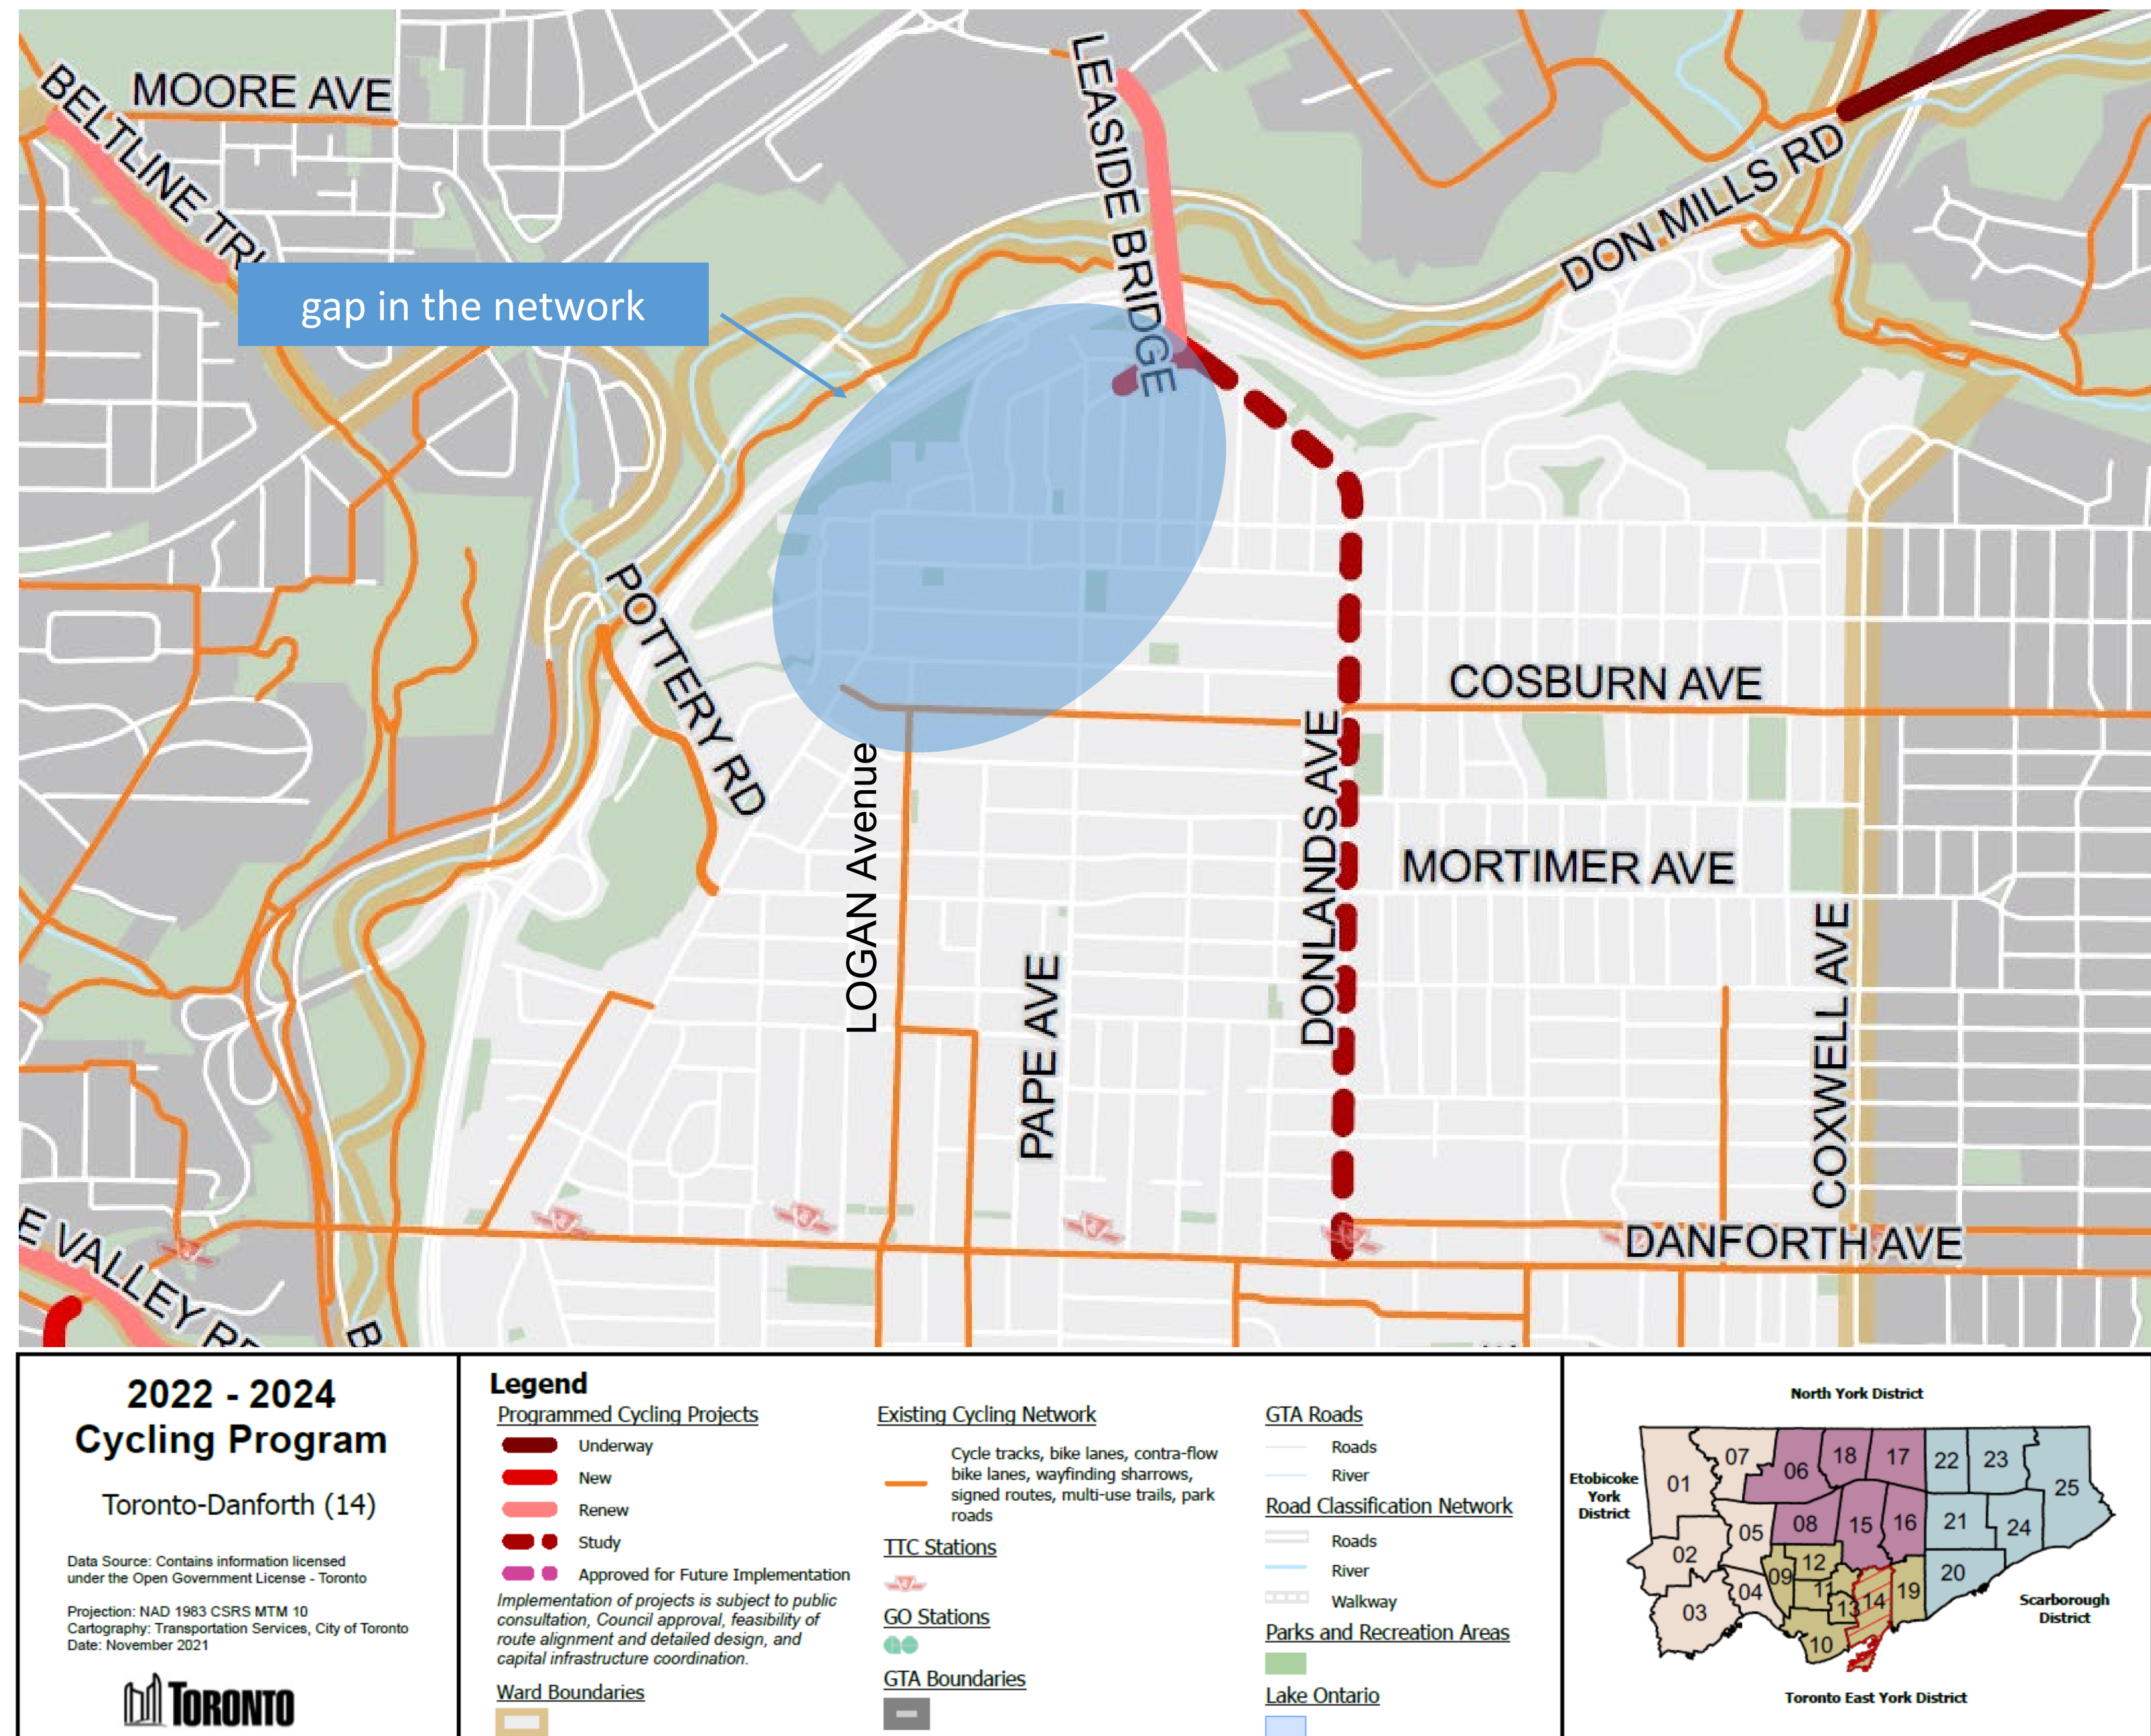 MOORE AVE
BELTLINE TRL
LEASIDE BRIDGE
DON MILLS RD
gap in the network
POTTERY RD
COSBURN AVE
LOGAN Avenue
DONLANDS AVE
MORTIMER AVE
PAPE AVE
COXWELL AVE
DANFORTH AVE
E VALLEY RD
B
2022 - 2024
Cycling Program
Toronto-Danforth (14)
Data Source: Contains information licensed
under the Open Government License - Toronto
Projection: NAD 1983 CSRS MTM 10
Cartography: Transportation Services, City of Toronto
Date: November 2021
TORONTO
Legend
Programmed Cycling Projects
Underway
New
Renew
Study
Approved for Future Implementation
Implementation of projects is subject to public
consultation, Council approval, feasibility of
route alignment and detailed design, and
capital infrastructure coordination.
Ward Boundaries
Existing Cycling Network
Cycle tracks, bike lanes, contra-flow
bike lanes, wayfinding sharrows,
signed routes, multi-use trails, park
roads
TTC Stations
GO Stations
GTA Boundaries
GTA Roads
Roads
River
Road Classification Network
Roads
River
Walkway
Parks and Recreation Areas
Lake Ontario
North York District
Etobicoke
York
District
01
07
06
18
17
22
23
25
02
05
08
15
16
21
24
03
04
09
12
11
13
14
19
20
10
Scarborough
District
Toronto East York District